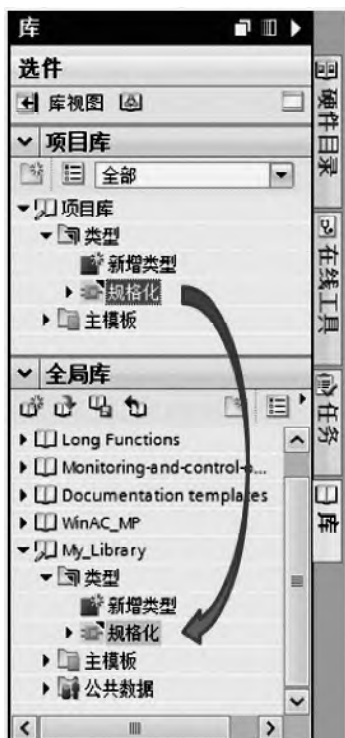 库
选件
库视图
项目库
全部
项目库
类型
新增类型
规格化
主模板
全局库
Long Functions
Monitoring-and-control-o...
Documentation templates
WinAC_MP
My_Library
类型
新增类型
规格化
主模板
公共数据
硬件目录
在线工具
任务
库